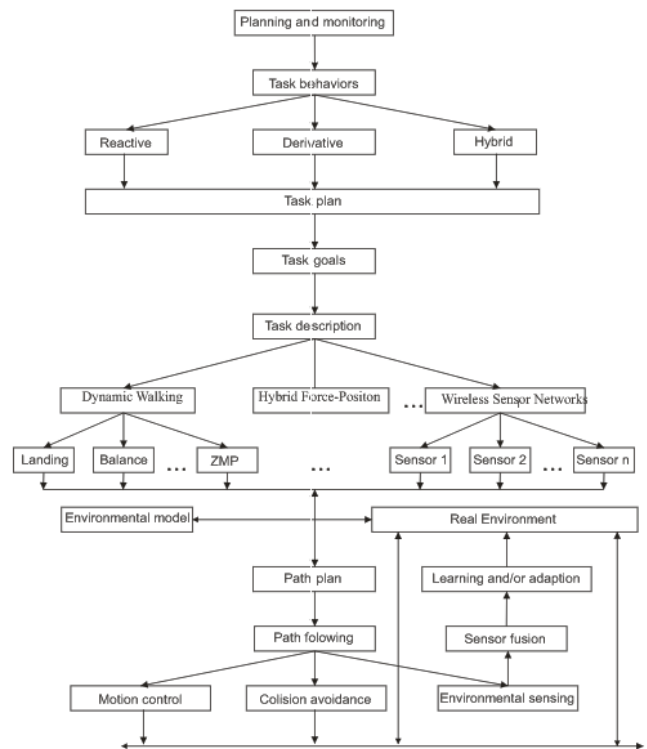 Planning and monitoring
Task behaviors
Reactive
Derivative
Hybrid
Task plan
Task goals
Task description
Dynamic Walking
Hybrid Force-Positon
...
Wireless Sensor Networks
Landing
Balance
...
ZMP
...
Sensor 1
Sensor 2
...
Sensor n
Environmental model
Real Environment
Path plan
Learning and/or adaption
Path folowing
Sensor fusion
Motion control
Colision avoidance
Environmental sensing